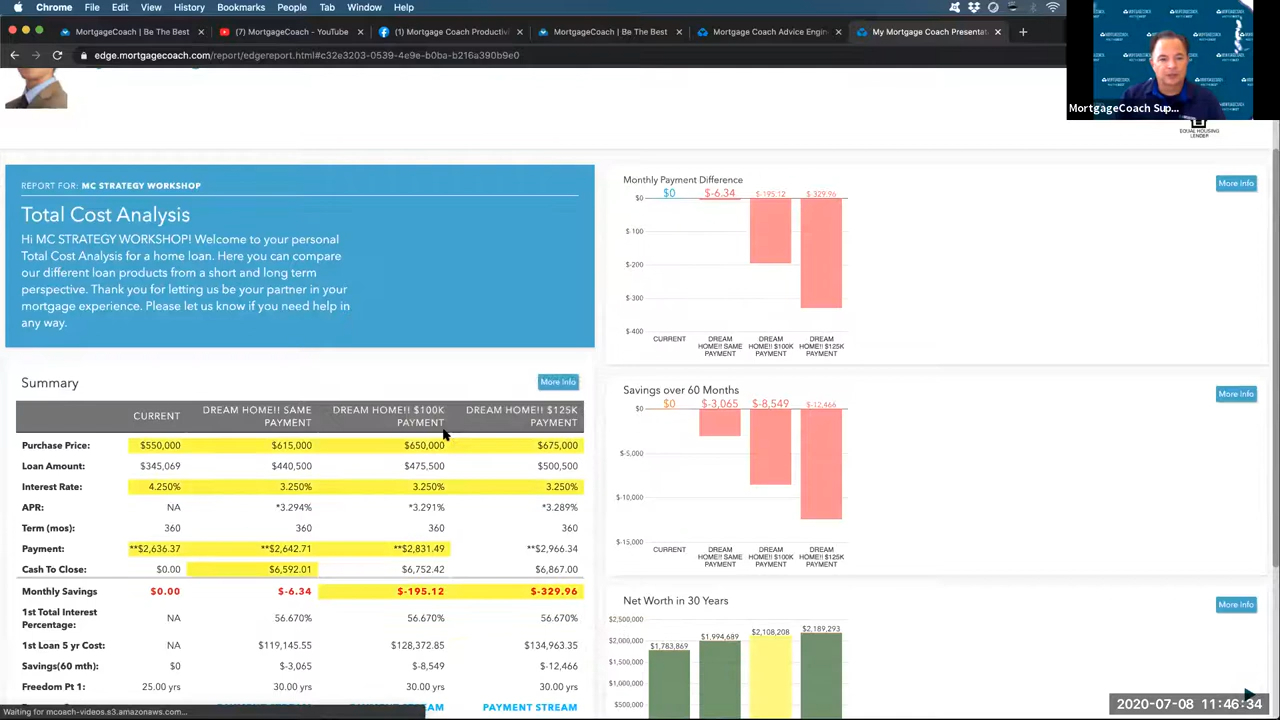 Chrome File Edit View History Bookmarks People Tab Window Help
MortgageCoach | Be The Best
(7) MortgageCoach - YouTube
(1) Mortgage Coach Producti
MortgageCoach | Be The Best
MortgageCoach Advice Engin
My Mortgage Coach Presentat
edge.mortgagecoach.com/report/edgereport.html#c32e3203-0539-4e9e-b0ba-b216a390b9
MortgageCoach Sup...
EQUAL HOUSING
LENDER
REPORT FOR: MC STRATEGY WORKSHOP
Total Cost Analysis
Hi MC STRATEGY WORKSHOP! Welcome to your personal
Total Cost Analysis for a home loan. Here you can compare
our different loan products from a short and long term
perspective. Thank you for letting us be your partner in your
mortgage experience. Please let us know if you need help in
any way.
Summary
More Info
CURRENT DREAM HOME!! SAME PAYMENT DREAM HOME!! $100K PAYMENT DREAM HOME!! $125K PAYMENT
Purchase Price: $550,000 $615,000 $650,000 $675,000
Loan Amount: $345,069 $440,500 $475,500 $500,500
Interest Rate: 4.250% 3.250% 3.250% 3.250%
APR: NA *3.294% *3.291% *3.289%
Term (mos): 360 360 360 360
Payment: **$2,636.37 **$2,642.71 **$2,831.49 **$2,966.34
Cash To Close: $0.00 $6,592.01 $6,752.42 $6,867.00
Monthly Savings $0.00 $-6.34 $-195.12 $-329.96
1st Total Interest
Percentage: NA 56.670% 56.670% 56.670%
1st Loan 5 yr Cost: NA $119,145.55 $128,372.85 $134,963.35
Savings(60 mth): $0 $-3,065 $-8,549 $-12,466
Freedom Pt 1: 25.00 yrs 30.00 yrs 30.00 yrs 30.00 yrs
PAYMENT STREAM
Waiting for mcoach-videos.s3.amazonaws.com...
Monthly Payment Difference
More Info
$0 $-6.34 $-195.12 $-329.96
$0
$-100
$-200
$-300
$-400
CURRENT
DREAM
HOME!! SAME
PAYMENT
DREAM
HOME!! $100K
PAYMENT
DREAM
HOME!! $125K
PAYMENT
Savings over 60 Months
More Info
$0 $-3,065 $-8,549 $-12,466
$0
$-5,000
$-10,000
$-15,000
CURRENT
DREAM
HOME!! SAME
PAYMENT
DREAM
HOME!! $100K
PAYMENT
DREAM
HOME!! $125K
PAYMENT
Net Worth in 30 Years
More Info
$2,500,000
$2,000,000
$1,500,000
$1,000,000
$500,000
$1,783,869
$1,994,689
$2,108,208
$2,189,293
2020-07-08 11:46:34